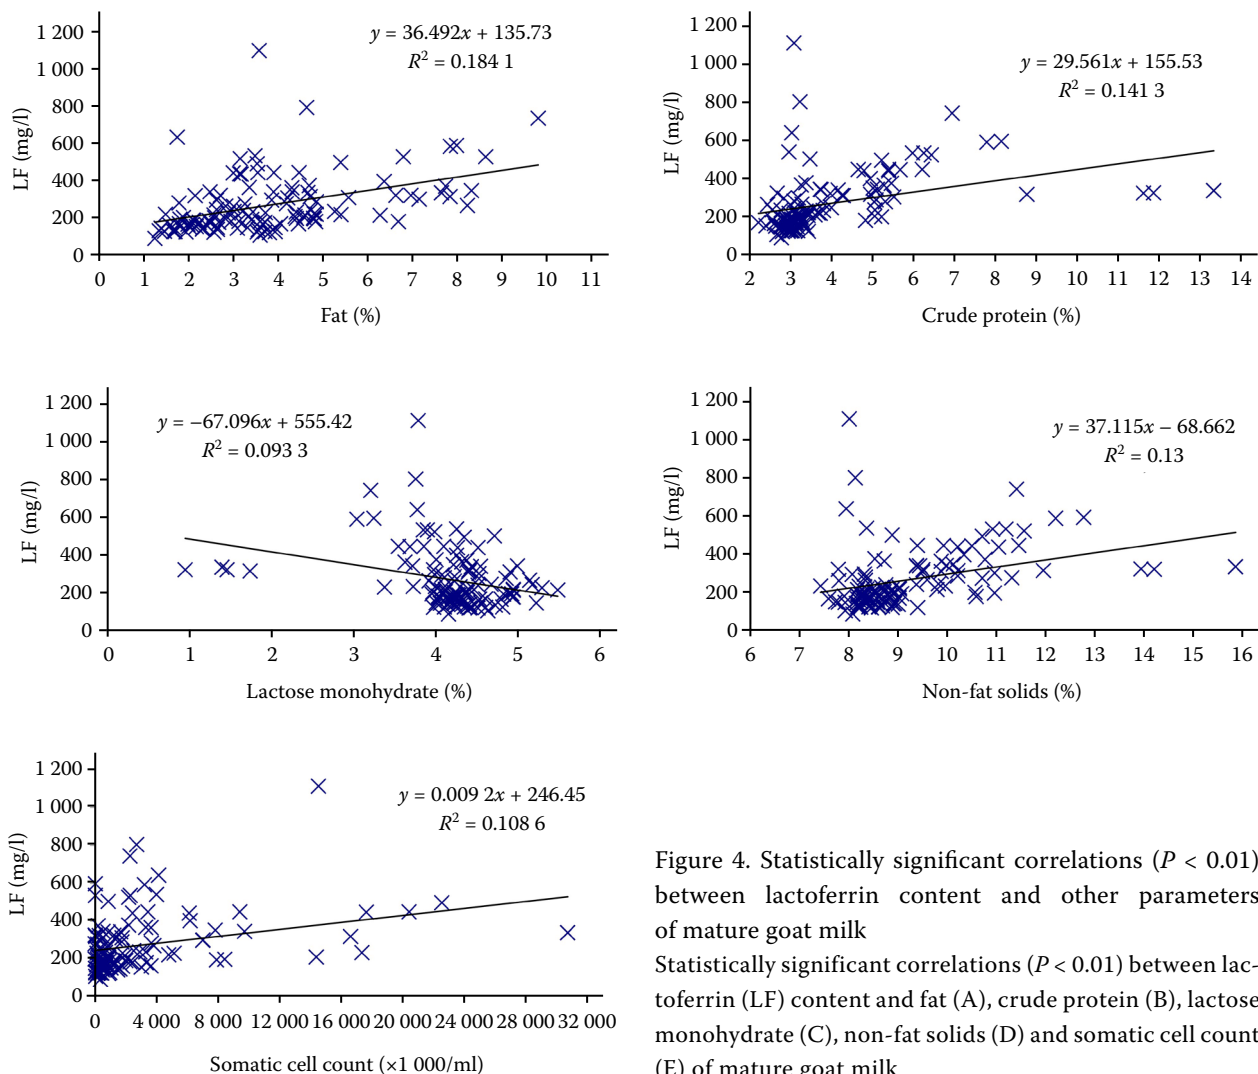 1 200
1 000
800
600
400
200
0
LF (mg/l)
y = 36.492x + 135.73
R² = 0.184 1
0 1 2 3 4 5 6 7 8 9 10 11
Fat (%)
1 200
1 000
800
600
400
200
0
LF (mg/l)
y = 29.561x + 155.53
R² = 0.141 3
2 3 4 5 6 7 8 9 10 11 12 13 14
Crude protein (%)
1 200
1 000
800
600
400
200
0
LF (mg/l)
y = −67.096x + 555.42
R² = 0.093 3
0 1 2 3 4 5 6
Lactose monohydrate (%)
1 200
1 000
800
600
400
200
0
LF (mg/l)
y = 37.115x − 68.662
R² = 0.13
6 7 8 9 10 11 12 13 14 15 16
Non-fat solids (%)
1 200
1 000
800
600
400
200
0
LF (mg/l)
y = 0.009 2x + 246.45
R² = 0.108 6
0 4 000 8 000 12 000 16 000 20 000 24 000 28 000 32 000
Somatic cell count (×1 000/ml)
Figure 4. Statistically significant correlations (P < 0.01)
between lactoferrin content and other parameters
of mature goat milk
Statistically significant correlations (P < 0.01) between lac-
toferrin (LF) content and fat (A), crude protein (B), lactose
monohydrate (C), non-fat solids (D) and somatic cell count
(E) of mature goat milk